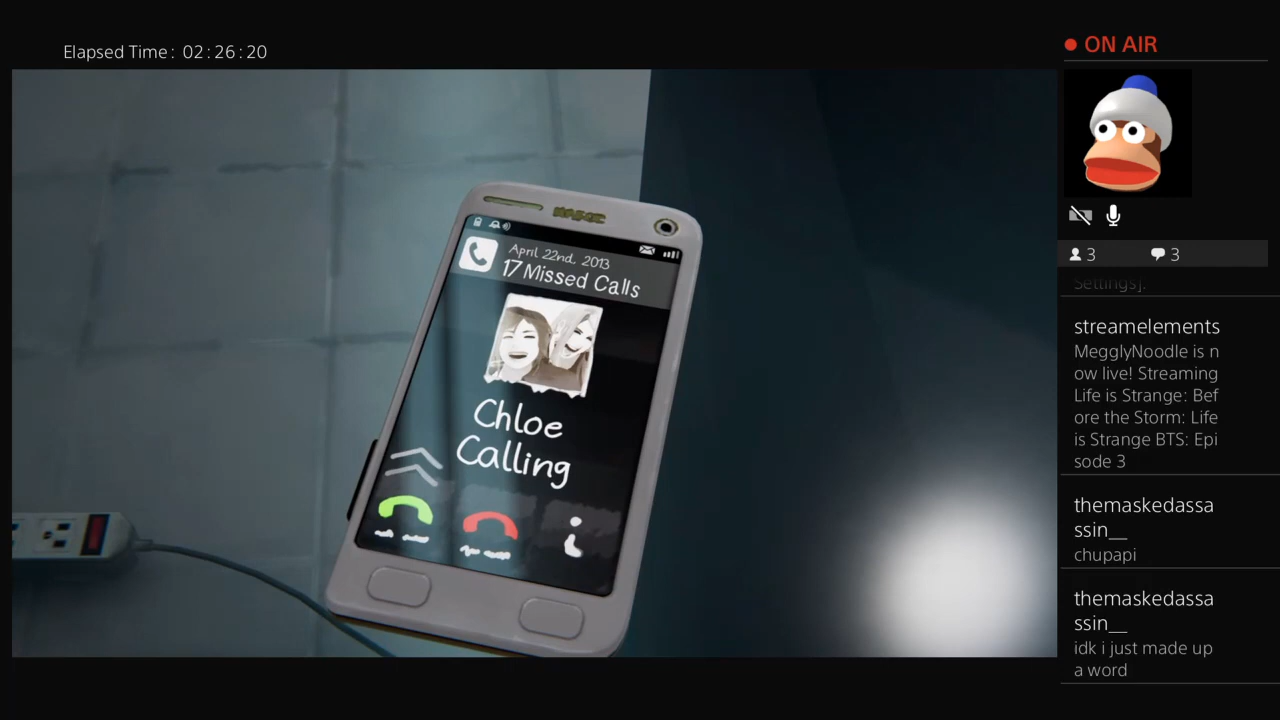 Elapsed Time: 02:26:20
ON AIR
3 3
Settings].
streamelements
MegglyNoodle is n
ow live! Streaming
Life is Strange: Bef
ore the Storm: Life
is Strange BTS: Epi
sode 3
themaskedassa
ssin__
chupapi
themaskedassa
ssin__
idk i just made up
a word
April 22nd, 2013
17 Missed Calls
Chloe
Calling
i